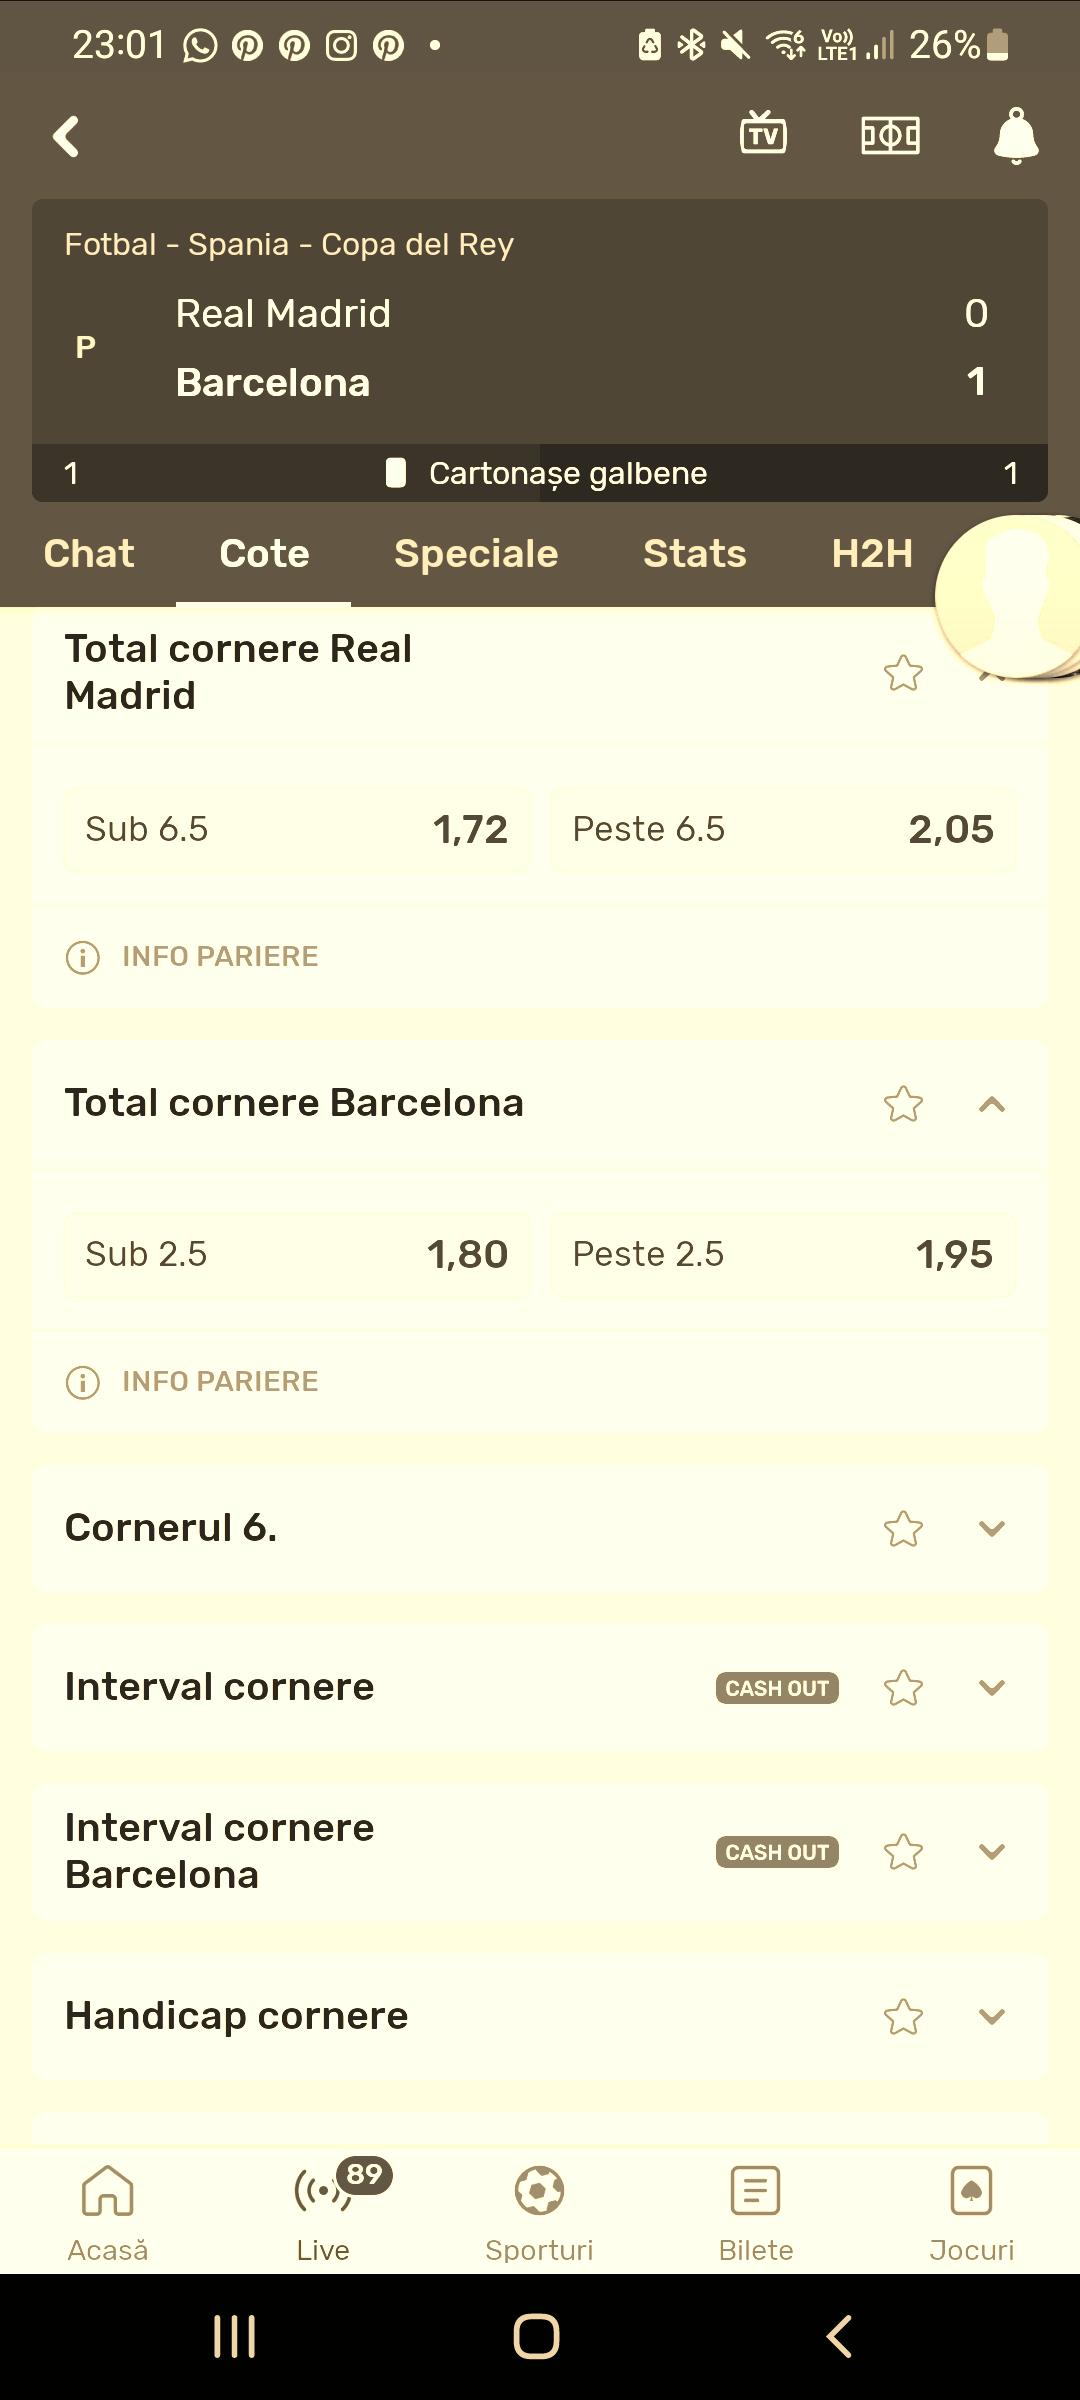 23:01
Vo))
LTE1
6
26%
TV
Fotbal - Spania - Copa del Rey
Real Madrid 0
P
Barcelona 1
1 Cartonașe galbene 1
Chat Cote Speciale Stats H2H
Total cornere Real
Madrid
Sub 6.5 1,72 Peste 6.5 2,05
INFO PARIERE
Total cornere Barcelona
Sub 2.5 1,80 Peste 2.5 1,95
INFO PARIERE
Cornerul 6.
Interval cornere CASH OUT
Interval cornere
Barcelona
CASH OUT
Handicap cornere
89
Acasă Live Sporturi Bilete Jocuri